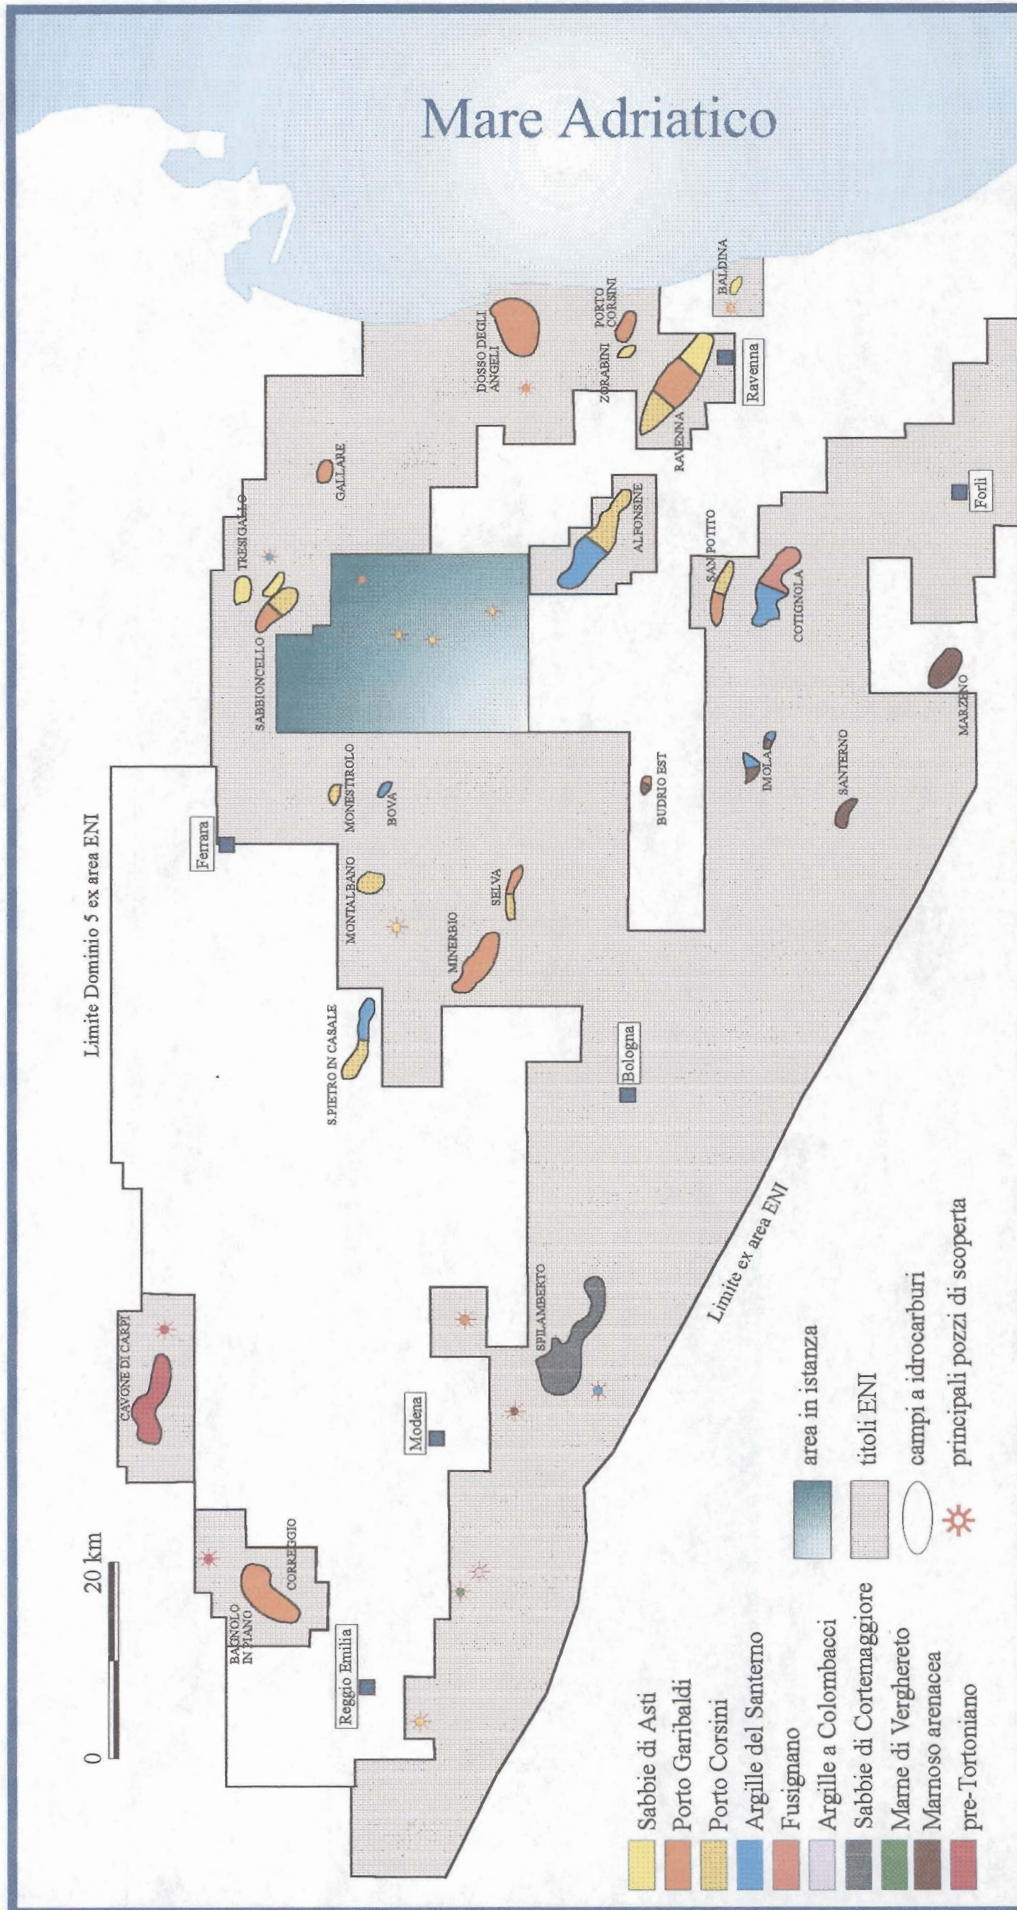 Mare Adriatico
Limite Dominio 5 ex area ENI
0
20 km
CAVONE DI CARPI
BAGNOLO
IN PIANO
CORREGGIO
Reggio Emilia
Modena
SPILAMBERTO
Bologna
Limite ex area ENI
Ferrara
S.PIETRO IN CASALE
MONTALBANO
MINERBIO
SELVA
MONESTIROLO
BOVA
BUDRIO EST
SABBIONCELLO
TRESIGALLO
GALLARE
DOSSO DEGLI
ANGELI
PORTO
CORSINI
ZORABINI
RAVENNA
Ravenna
BALDINA
ALFONSINE
SAN POTITO
COTIGNOLA
IMOLA
SANTERNO
MARZENO
Forlì
Sabbie di Asti
Porto Garibaldi
Porto Corsini
Argille del Santerno
Fusignano
Argille a Colombacci
Sabbie di Cortemaggiore
Marne di Verghereto
Marnoso arenacea
pre-Tortoniano
area in istanza
titoli ENI
campi a idrocarburi
principali pozzi di scoperta